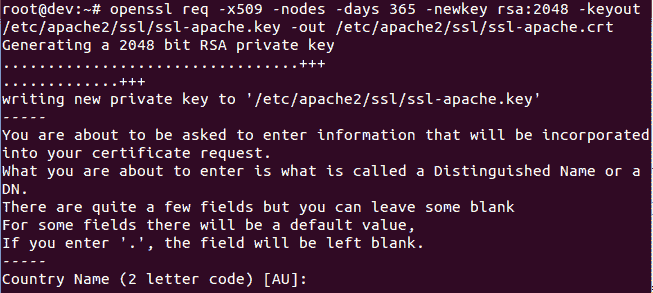 root@dev:~# openssl req -x509 -nodes -days 365 -newkey rsa:2048 -keyout
/etc/apache2/ssl/ssl-apache.key -out /etc/apache2/ssl/ssl-apache.crt
Generating a 2048 bit RSA private key
................................+++
.............+++
writing new private key to '/etc/apache2/ssl/ssl-apache.key'
-----
You are about to be asked to enter information that will be incorporated
into your certificate request.
What you are about to enter is what is called a Distinguished Name or a
DN.
There are quite a few fields but you can leave some blank
For some fields there will be a default value,
If you enter '.', the field will be left blank.
-----
Country Name (2 letter code) [AU]: